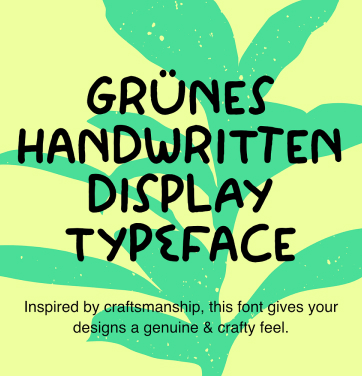 GRÜNES
HANDWRITTEN
DISPLAY
TYPEFACE
Inspired by craftsmanship, this font gives your
designs a genuine & crafty feel.